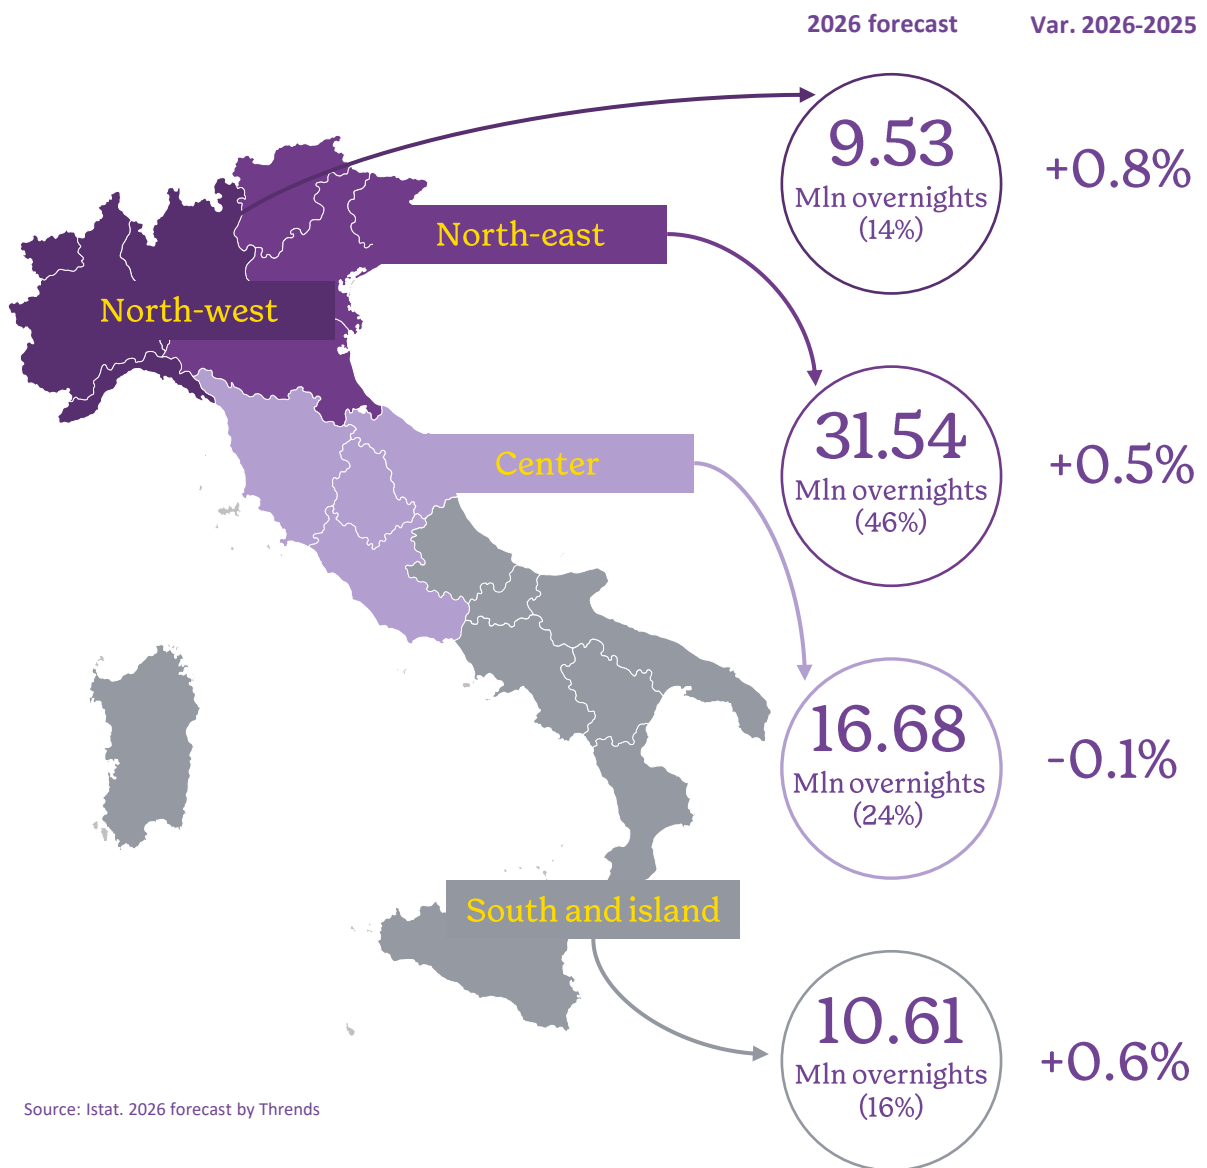 2026 forecast
Var. 2026-2025
9.53
Mln overnights
(14%)
+0.8%
North-east
North-west
31.54
Mln overnights
(46%)
+0.5%
Center
16.68
Mln overnights
(24%)
-0.1%
South and island
10.61
Mln overnights
(16%)
+0.6%
Source: Istat. 2026 forecast by Thrends